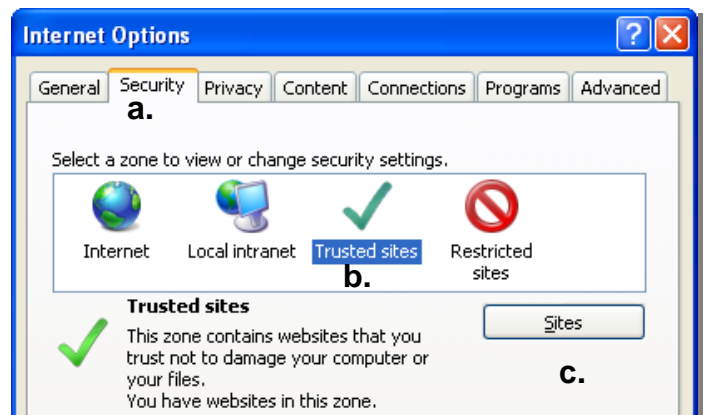 Internet Options
General Security Privacy Content Connections Programs Advanced
a.
Select a zone to view or change security settings.
Internet Local intranet Trusted sites Restricted sites
b.
Trusted sites
Sites
This zone contains websites that you
trust not to damage your computer or
your files.
c.
You have websites in this zone.